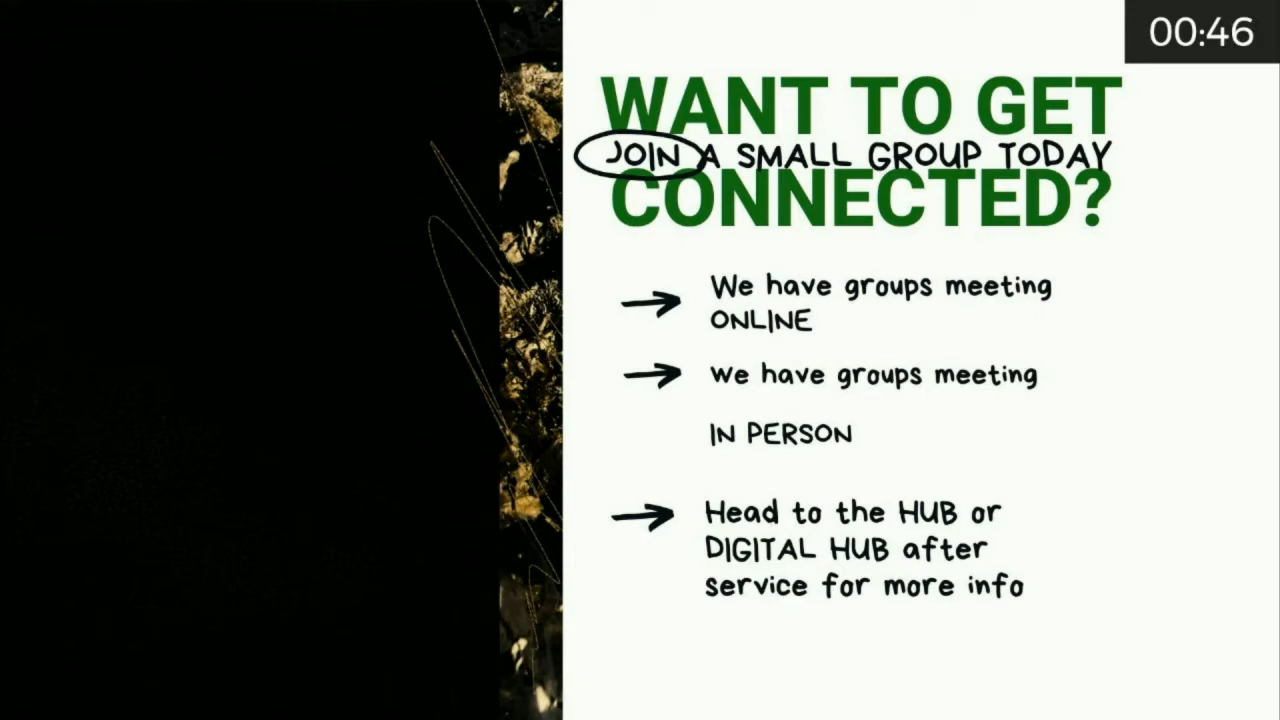 00:46
WANT TO GET
JOIN A SMALL GROUP TODAY
CONNECTED?
We have groups meeting
ONLINE
we have groups meeting
IN PERSON
Head to the HUB or
DIGITAL HUB after
service for more info